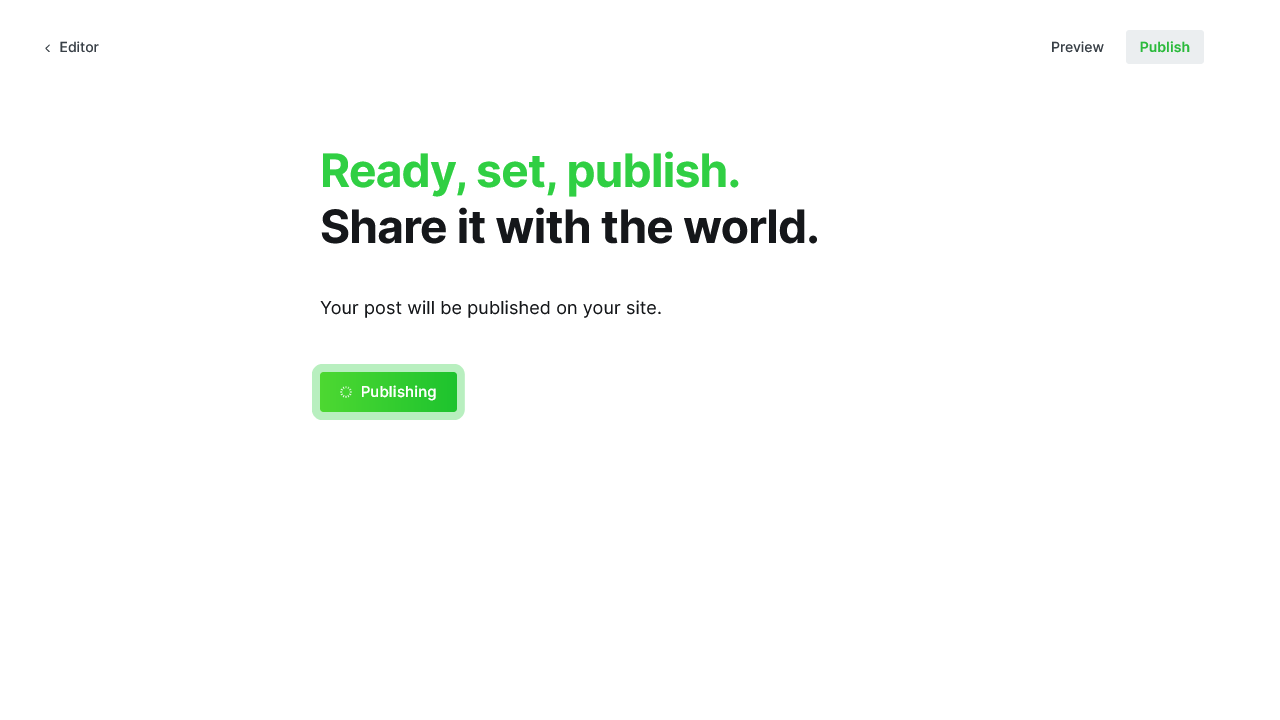 Editor
Preview
Publish
Ready, set, publish.
Share it with the world.
Your post will be published on your site.
Publishing